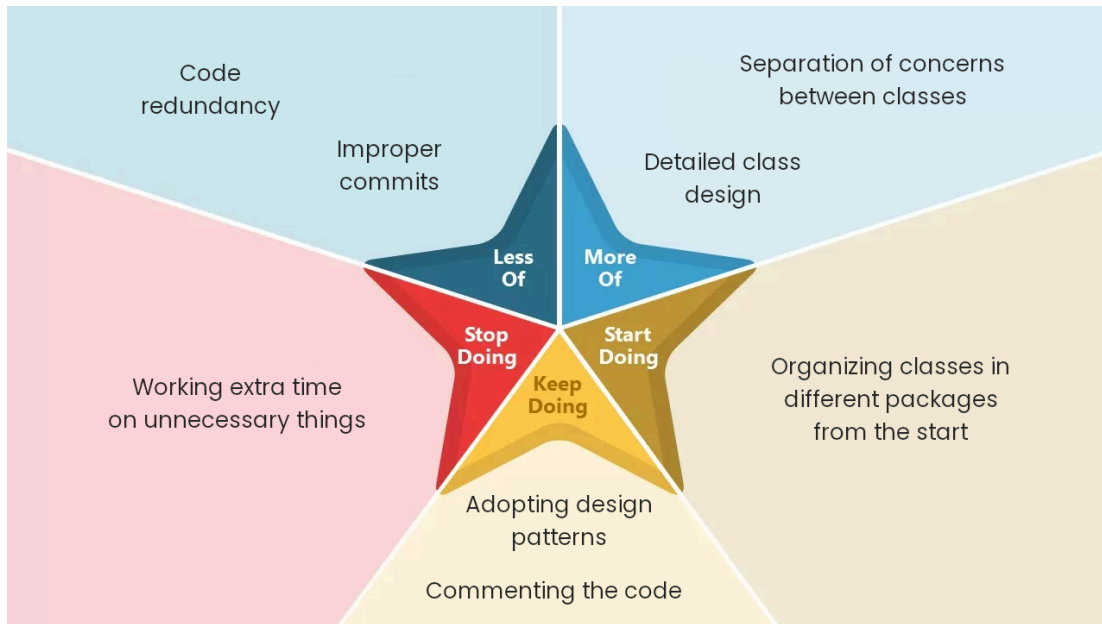 Code
redundancy
Improper
commits
Separation of concerns
between classes
Detailed class
design
Less
Of
More
Of
Stop
Doing
Start
Doing
Keep
Doing
Working extra time
on unnecessary things
Organizing classes in
different packages
from the start
Adopting design
patterns
Commenting the code